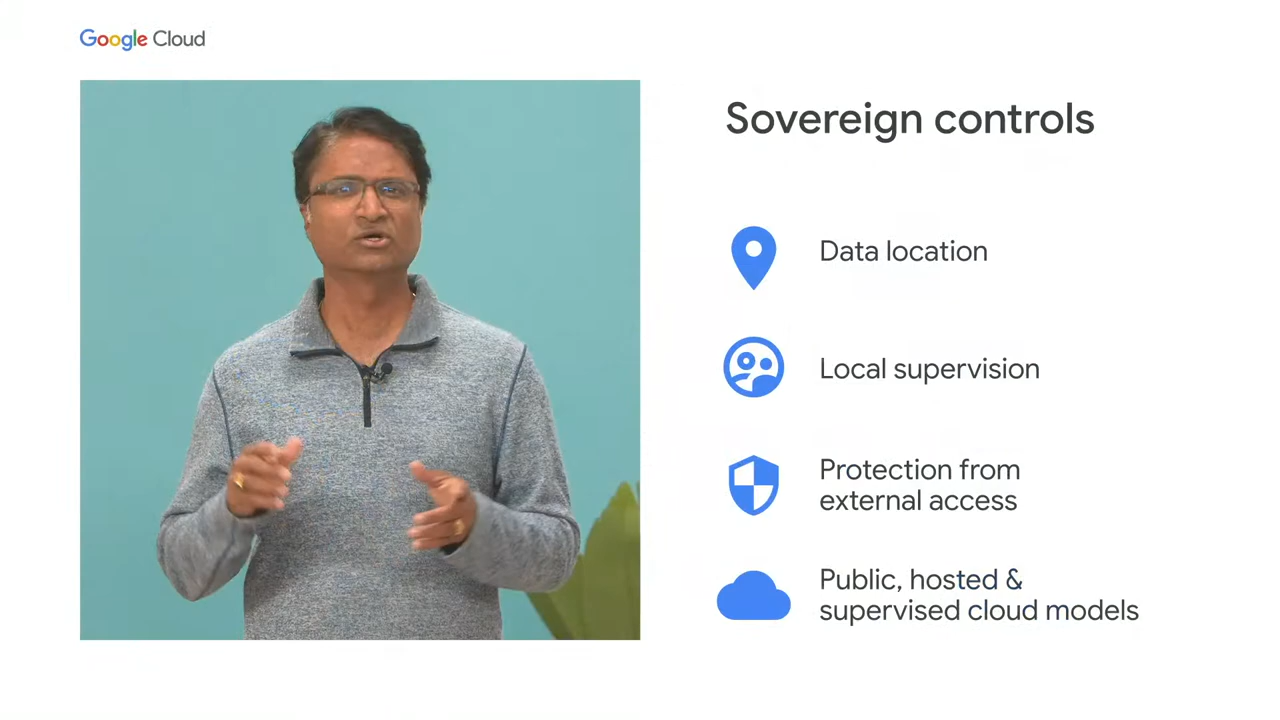 Google Cloud
Sovereign controls
Data location
Local supervision
Protection from
external access
Public, hosted &
supervised cloud models